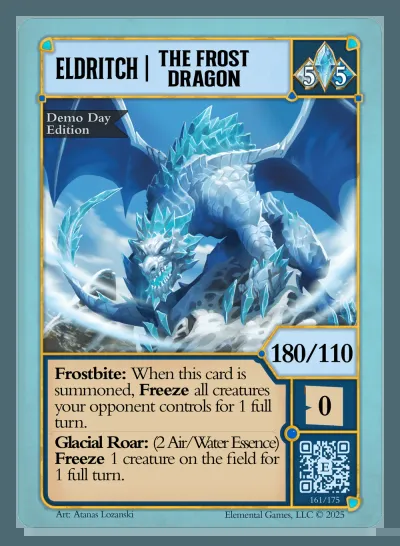 ELDRITCH | THE FROST
DRAGON
5 5
Demo Day
Edition
180/110
Frostbite: When this card is
summoned, Freeze all creatures
your opponent controls for 1 full
turn.
0
Glacial Roar: (2 Air/Water Essence)
Freeze 1 creature on the field for
1 full turn.
E
161/175
Art: Atanas Lozanski
Elemental Games, LLC © 2025